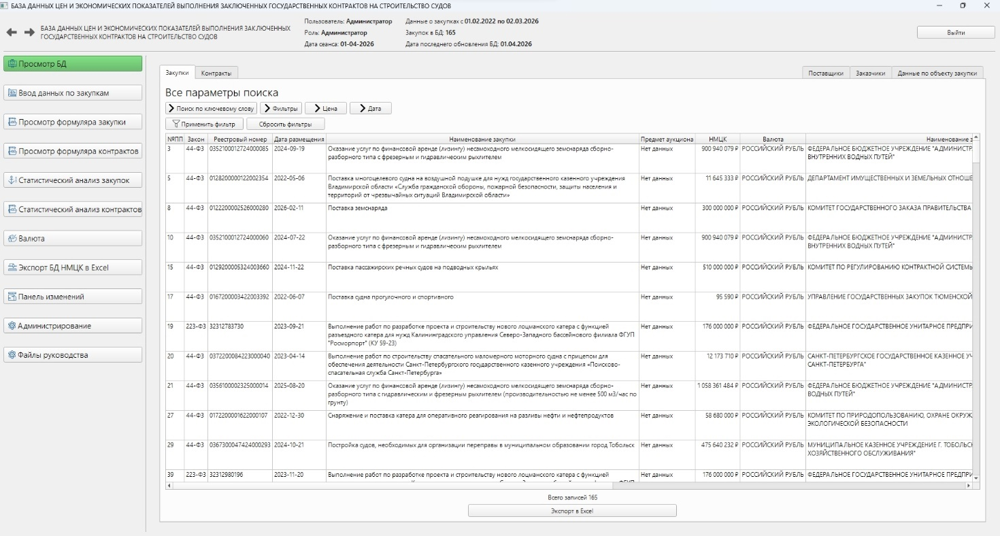 БАЗА ДАННЫХ ЦЕН И ЭКОНОМИЧЕСКИХ ПОКАЗАТЕЛЕЙ ВЫПОЛНЕНИЯ ЗАКЛЮЧЕННЫХ ГОСУДАРСТВЕННЫХ КОНТРАКТОВ НА СТРОИТЕЛЬСТВО СУДОВ
БАЗА ДАННЫХ ЦЕН И ЭКОНОМИЧЕСКИХ ПОКАЗАТЕЛЕЙ ВЫПОЛНЕНИЯ ЗАКЛЮЧЕННЫХ
ГОСУДАРСТВЕННЫХ КОНТРАКТОВ НА СТРОИТЕЛЬСТВО СУДОВ
Пользователь: Администратор
Роль: Администратор
Дата сеанса: 01-04-2026
Данные о закупках с 01.02.2022 по 02.03.2026
Закупок в БД: 165
Дата последнего обновления БД: 01.04.2026
Выйти
Просмотр БД
Ввод данных по закупкам
Просмотр формуляра закупки
Просмотр формуляра контрактов
Статистический анализ закупок
Статистический анализ контрактов
Валюта
Экспорт БД НМЦК в Excel
Панель изменений
Администрирование
Файлы руководства
Закупки Контракты Поставщики Заказчики Данные по объекту закупки
Все параметры поиска
Поиск по ключевому слову Фильтры Цена Дата
Применить фильтр Сбросить фильтры
№ПП Закон Реестровый номер Дата размещения Наименование закупки Предмет аукциона НМЦК Валюта Наименование з
3 44-ФЗ 0352100012724000085 2024-09-19 Оказание услуг по финансовой аренде (лизингу) несамоходного мелкосидящего земснаряда сборно- Нет данных 900 940 079 ₽ РОССИЙСКИЙ РУБЛЬ ФЕДЕРАЛЬНОЕ БЮДЖЕТНОЕ УЧРЕЖДЕНИЕ "АДМИНИСТР
разборного типа с фрезерным и гидравлическим рыхлителем ВНУТРЕННИХ ВОДНЫХ ПУТЕЙ"
5 44-ФЗ 0128200000122002354 2022-05-06 Поставка многоцелевого судна на воздушной подушке для нужд государственного казенного учреждения Нет данных 11 645 333 ₽ РОССИЙСКИЙ РУБЛЬ ДЕПАРТАМЕНТ ИМУЩЕСТВЕННЫХ И ЗЕМЕЛЬНЫХ ОТНОШЕ
Владимирской области «Служба гражданской обороны, пожарной безопасности, защиты населения и
территорий от чрезвычайных ситуаций Владимирской области»
8 44-ФЗ 0122200002526000280 2026-02-11 Поставка земснаряда Нет данных 300 000 000 ₽ РОССИЙСКИЙ РУБЛЬ КОМИТЕТ ГОСУДАРСТВЕННОГО ЗАКАЗА ПРАВИТЕЛЬСТВА
10 44-ФЗ 0352100012724000060 2024-07-22 Оказание услуг по финансовой аренде (лизингу) несамоходного мелкосидящего земснаряда сборно- Нет данных 900 940 079 ₽ РОССИЙСКИЙ РУБЛЬ ФЕДЕРАЛЬНОЕ БЮДЖЕТНОЕ УЧРЕЖДЕНИЕ "АДМИНИСТР
разборного типа с фрезерным и гидравлическим рыхлителем ВНУТРЕННИХ ВОДНЫХ ПУТЕЙ"
15 44-ФЗ 0129200005324003660 2024-11-22 Поставка пассажирских речных судов на подводных крыльях Нет данных 510 000 000 ₽ РОССИЙСКИЙ РУБЛЬ КОМИТЕТ ПО РЕГУЛИРОВАНИЮ КОНТРАКТНОЙ СИСТЕМЫ
17 44-ФЗ 0167200003422003392 2022-06-07 Поставка судна прогулочного и спортивного Нет данных 95 590 ₽ РОССИЙСКИЙ РУБЛЬ УПРАВЛЕНИЕ ГОСУДАРСТВЕННЫХ ЗАКУПОК ТЮМЕНСКОЙ
19 223-ФЗ 32312783730 2023-09-21 Выполнение работ по разработке проекта и строительству нового лоцманского катера с функцией Нет данных 176 000 000 ₽ РОССИЙСКИЙ РУБЛЬ ФЕДЕРАЛЬНОЕ ГОСУДАРСТВЕННОЕ УНИТАРНОЕ ПРЕДПРИ
разъездного катера для нужд Калининградского управления Северо-Западного бассейнового филиала ФГУП
"Росморпорт" (КУ 59-23)
20 44-ФЗ 0372200084223000040 2023-04-14 Выполнение работ по строительству спасательного маломерного моторного судна с прицепом для Нет данных 12 173 710 ₽ РОССИЙСКИЙ РУБЛЬ САНКТ-ПЕТЕРБУРГСКОЕ ГОСУДАРСТВЕННОЕ КАЗЕННОЕ УЧ
обеспечения деятельности Санкт-Петербургского государственного казенного учреждения «Поисково- САНКТ-ПЕТЕРБУРГА"
спасательная служба Санкт-Петербурга»
21 44-ФЗ 0356100002325000014 2025-08-20 Оказание услуг по финансовой аренде (лизингу) несамоходного мелкосидящего земснаряда сборно- Нет данных 1 058 361 484 ₽ РОССИЙСКИЙ РУБЛЬ ФЕДЕРАЛЬНОЕ БЮДЖЕТНОЕ УЧРЕЖДЕНИЕ "АДМИНИСТР
разборного типа с гидравлическим и фрезерным рыхлителем (производительностью не менее 500 м3/час по ВОДНЫХ ПУТЕЙ"
грунту)
27 44-ФЗ 0172200001622000107 2022-12-30 Снаряжение и поставка катера для оперативного реагирования на разливы нефти и нефтепродуктов Нет данных 58 680 000 ₽ РОССИЙСКИЙ РУБЛЬ КОМИТЕТ ПО ПРИРОДОПОЛЬЗОВАНИЮ, ОХРАНЕ ОКРУЖ
ЭКОЛОГИЧЕСКОЙ БЕЗОПАСНОСТИ
29 44-ФЗ 0367300047424000293 2024-10-21 Постройка судов, необходимых для организации переправы в муниципальном образовании город Тобольск Нет данных 475 640 232 ₽ РОССИЙСКИЙ РУБЛЬ МУНИЦИПАЛЬНОЕ КАЗЕННОЕ УЧРЕЖДЕНИЕ Г. ТОБОЛЬСК
ХОЗЯЙСТВЕННОГО ОБСЛУЖИВАНИЯ"
39 223-ФЗ 32312980196 2023-11-20 Выполнение работ по разработке проекта и строительству нового лоцманского катера с функцией Нет данных 176 000 000 ₽ РОССИЙСКИЙ РУБЛЬ ФЕДЕРАЛЬНОЕ ГОСУДАРСТВЕННОЕ УНИТАРНОЕ ПРЕДПРИ
Всего записей 165
Экспорт в Excel